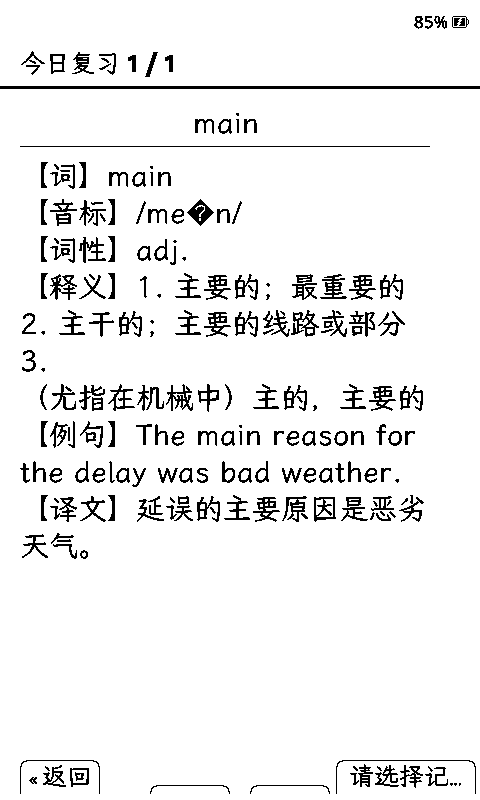 85%
今日复习 1 / 1
main
【词】main
【音标】/me�n/
【词性】adj.
【释义】1. 主要的；最重要的
2. 主干的；主要的线路或部分
3.
（尤指在机械中）主的，主要的
【例句】The main reason for
the delay was bad weather.
【译文】延误的主要原因是恶劣
天气。
« 返回
请选择记...